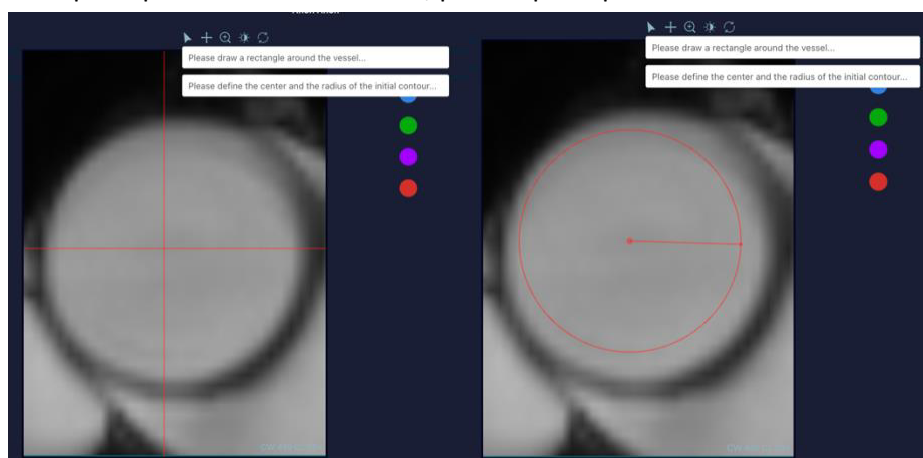 Please draw a rectangle around the vessel...
Please define the center and the radius of the initial contour...
Please draw a rectangle around the vessel...
Please define the center and the radius of the initial contour...